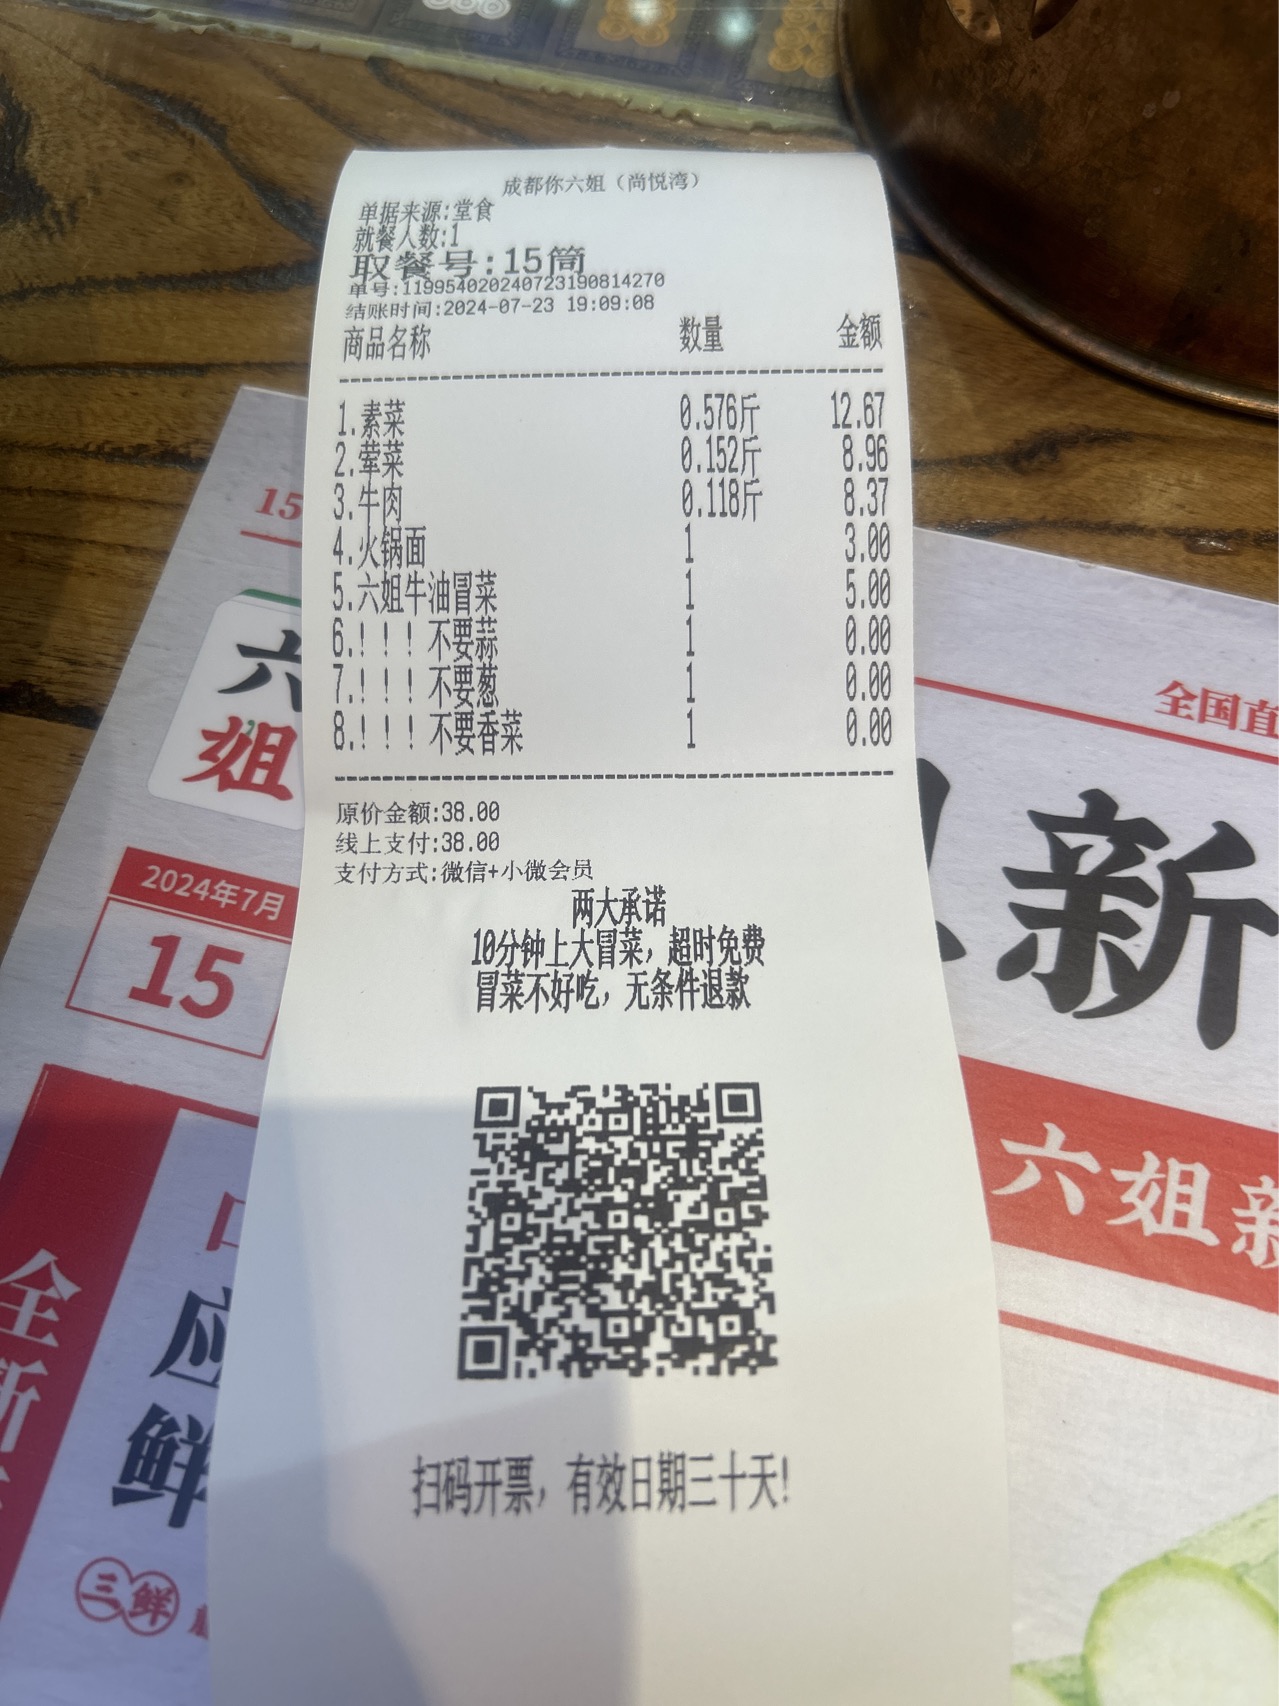 成都你六姐（尚悦湾）
单据来源:堂食
就餐人数:1
取餐号:15筒
单号:119954020240723190814270
结账时间:2024-07-23 19:09:08
商品名称 数量 金额
1.素菜 0.576斤 12.67
2.荤菜 0.152斤 8.96
3.牛肉 0.118斤 8.37
4.火锅面 1 3.00
5.六姐牛油冒菜 1 5.00
6.！！！不要蒜 1 0.00
7.！！！不要葱 1 0.00
8.！！！不要香菜 1 0.00
原价金额:38.00
线上支付:38.00
支付方式:微信+小微会员
两大承诺
10分钟上大冒菜，超时免费
冒菜不好吃，无条件退款
扫码开票，有效日期三十天!
15
六
姐
2024年7月
15
全新
应
鲜
三鲜
全国直
新
六姐新